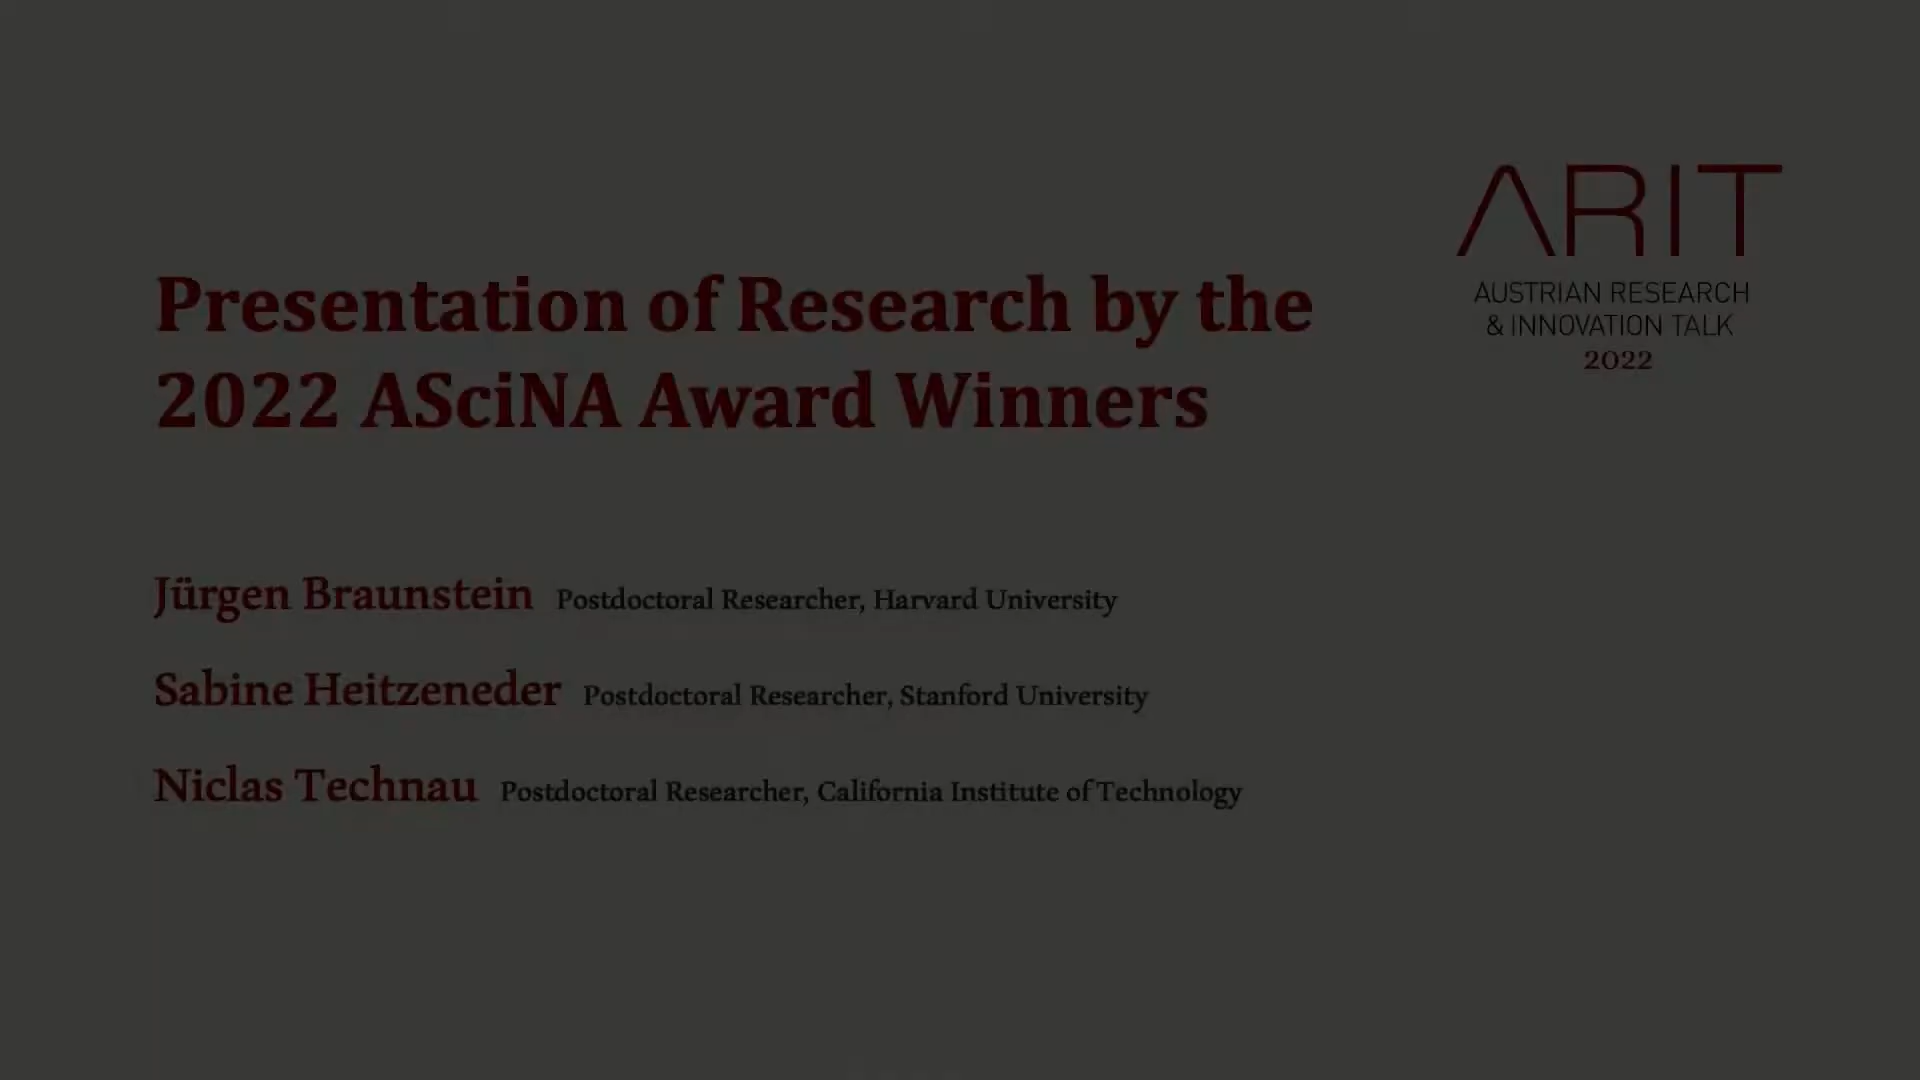 ARIT
AUSTRIAN RESEARCH
& INNOVATION TALK
2022
Presentation of Research by the
2022 ASciNA Award Winners
Jürgen Braunstein Postdoctoral Researcher, Harvard University
Sabine Heitzeneder Postdoctoral Researcher, Stanford University
Niclas Technau Postdoctoral Researcher, California Institute of Technology